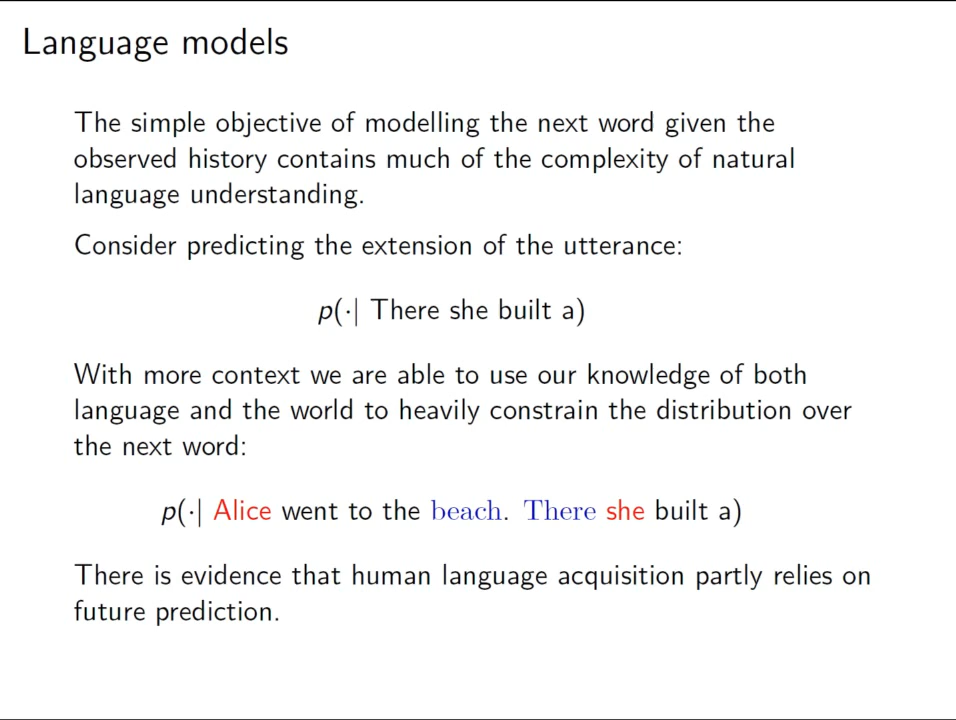 Language models
The simple objective of modelling the next word given the
observed history contains much of the complexity of natural
language understanding.
Consider predicting the extension of the utterance:
p(·| There she built a)
With more context we are able to use our knowledge of both
language and the world to heavily constrain the distribution over
the next word:
p(·| Alice went to the beach. There she built a)
There is evidence that human language acquisition partly relies on
future prediction.